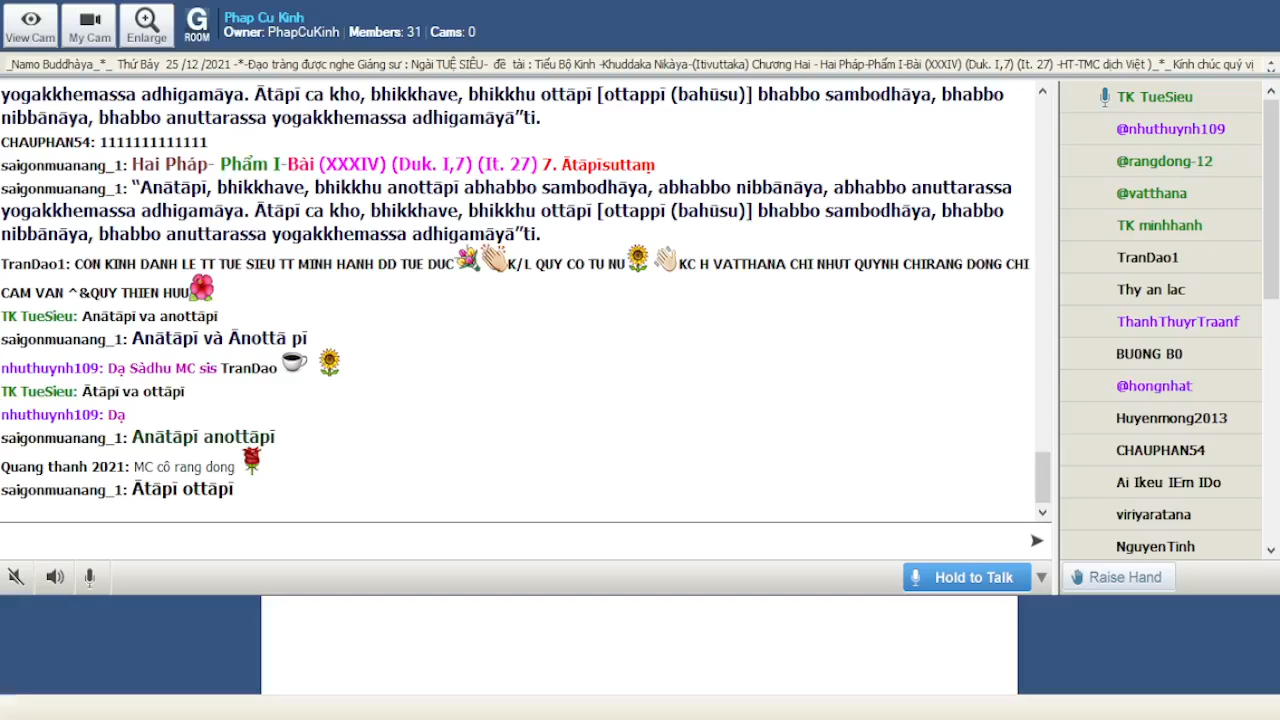 View Cam
My Cam
Enlarge
G
ROOM
Phap Cu Kinh
Owner: PhapCuKinh | Members: 31 | Cams: 0
_Namo Buddhàya_*_ Thứ Bảy 25 /12 /2021 -*-Đạo tràng được nghe Giảng sư : Ngài TUỆ SIÊU- đề tài : Tiểu Bộ Kinh -Khuddaka Nikàya-(Itivuttaka) Chương Hai - Hai Pháp-Phẩm I-Bài (XXXIV) (Duk. I,7) (It. 27) -HT-TMC dịch Việt )_*_Kính chúc quý vị
yogakkhemassa adhigamāya. Ātāpī ca kho, bhikkhave, bhikkhu ottāpī [ottappī (bahūsu)] bhabbo sambodhāya, bhabbo
nibbānāya, bhabbo anuttarassa yogakkhemassa adhigamāyā”ti.
CHAUPHAN54: 1111111111111
saigonmuanang_1: Hai Pháp- Phẩm I-Bài (XXXIV) (Duk. I,7) (It. 27) 7. Ātāpīsuttaṃ
saigonmuanang_1: “Anātāpī, bhikkhave, bhikkhu anottāpī abhabbo sambodhāya, abhabbo nibbānāya, abhabbo anuttarassa
yogakkhemassa adhigamāya. Ātāpī ca kho, bhikkhave, bhikkhu ottāpī [ottappī (bahūsu)] bhabbo sambodhāya, bhabbo
nibbānāya, bhabbo anuttarassa yogakkhemassa adhigamāyā”ti.
TranDao1: CON KINH DANH LE TT TUE SIEU TT MINH HANH DD TUE DUC K/L QUY CO TU NU KC H VATTHANA CHI NHUT QUYNH CHIRANG DONG CHI
CAM VAN ^&QUY THIEN HUU
TK TueSieu: Anātāpī va anottāpī
saigonmuanang_1: Anātāpī và Ānottā pī
nhuthuynh109: Dạ Sàdhu MC sis TranDao
TK TueSieu: Ātāpī va ottāpī
nhuthuynh109: Dạ
saigonmuanang_1: Anātāpī anottāpī
Quang thanh 2021: MC cô rang dong
saigonmuanang_1: Ātāpī ottāpī
TK TueSieu
@nhuthuynh109
@rangdong-12
@vatthana
TK minhhanh
TranDao1
Thy an lac
ThanhThuyrTraanf
BU0NG B0
@hongnhat
Huyenmong2013
CHAUPHAN54
Ai Ikeu IEm IDo
viriyaratana
NguyenTinh
Hold to Talk
Raise Hand